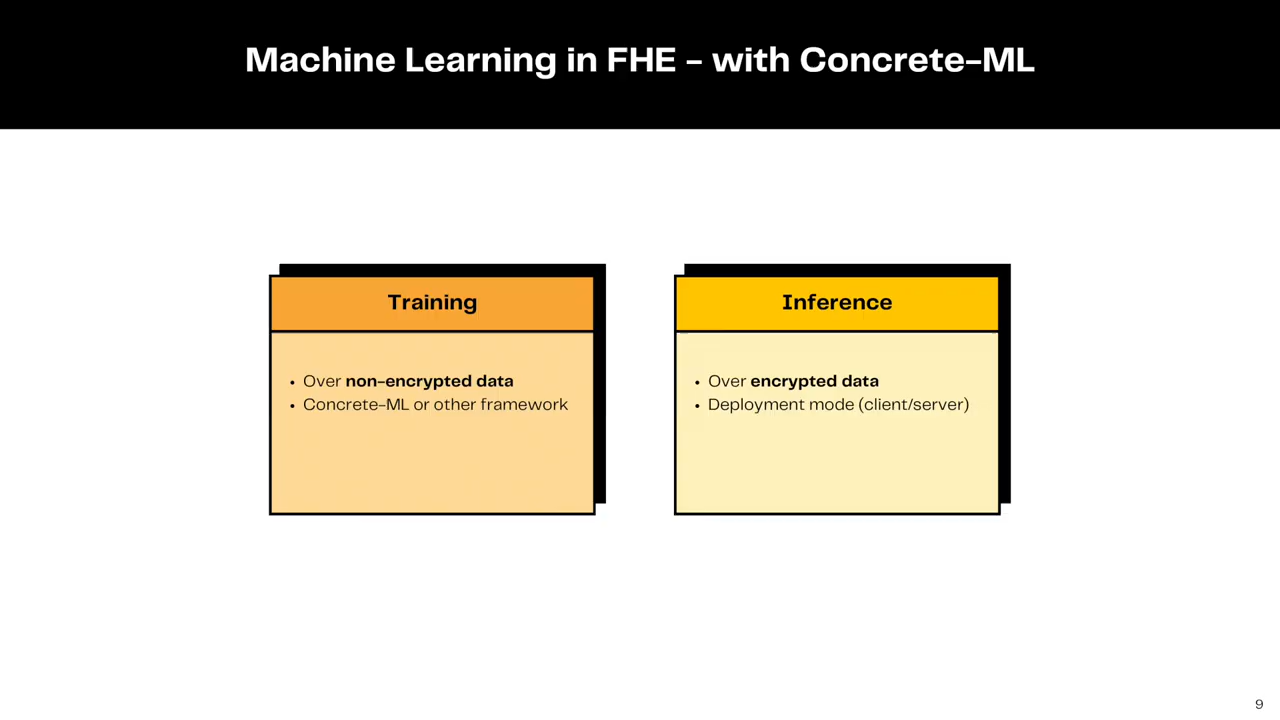 Machine Learning in FHE - with Concrete-ML
Training
• Over non-encrypted data
• Concrete-ML or other framework
Inference
• Over encrypted data
• Deployment mode (client/server)
9